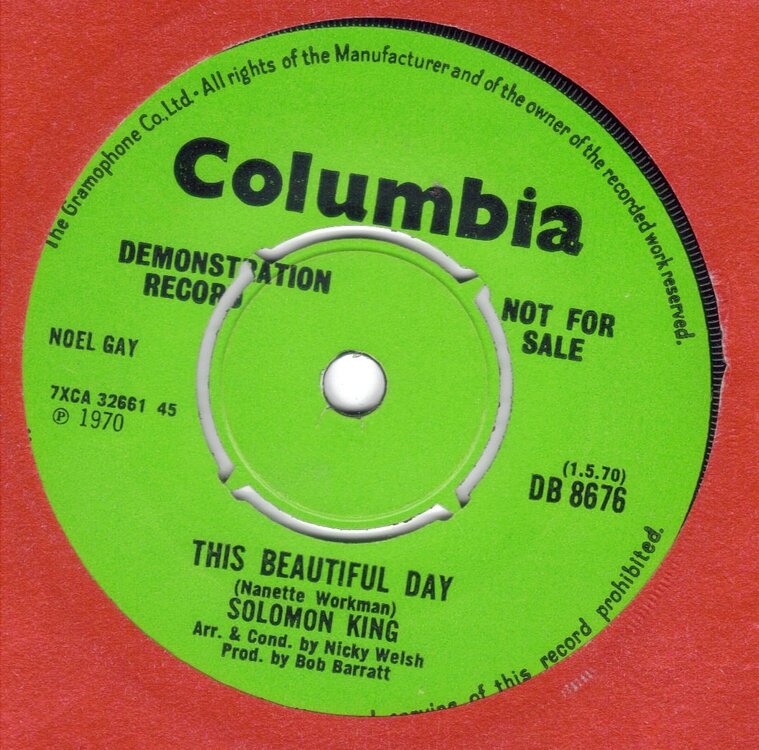 The Gramophone Co., Ltd. · All rights of the Manufacturer and of the owner of the recorded work reserved.
Columbia
DEMONSTRATION
RECORD
NOT FOR
SALE
NOEL GAY
7XCA 32661 45
℗ 1970
(1.5.70)
DB 8676
THIS BEAUTIFUL DAY
(Nanette Workman)
SOLOMON KING
Arr. & Cond. by Nicky Welsh
Prod. by Bob Barratt
of this record prohibited.